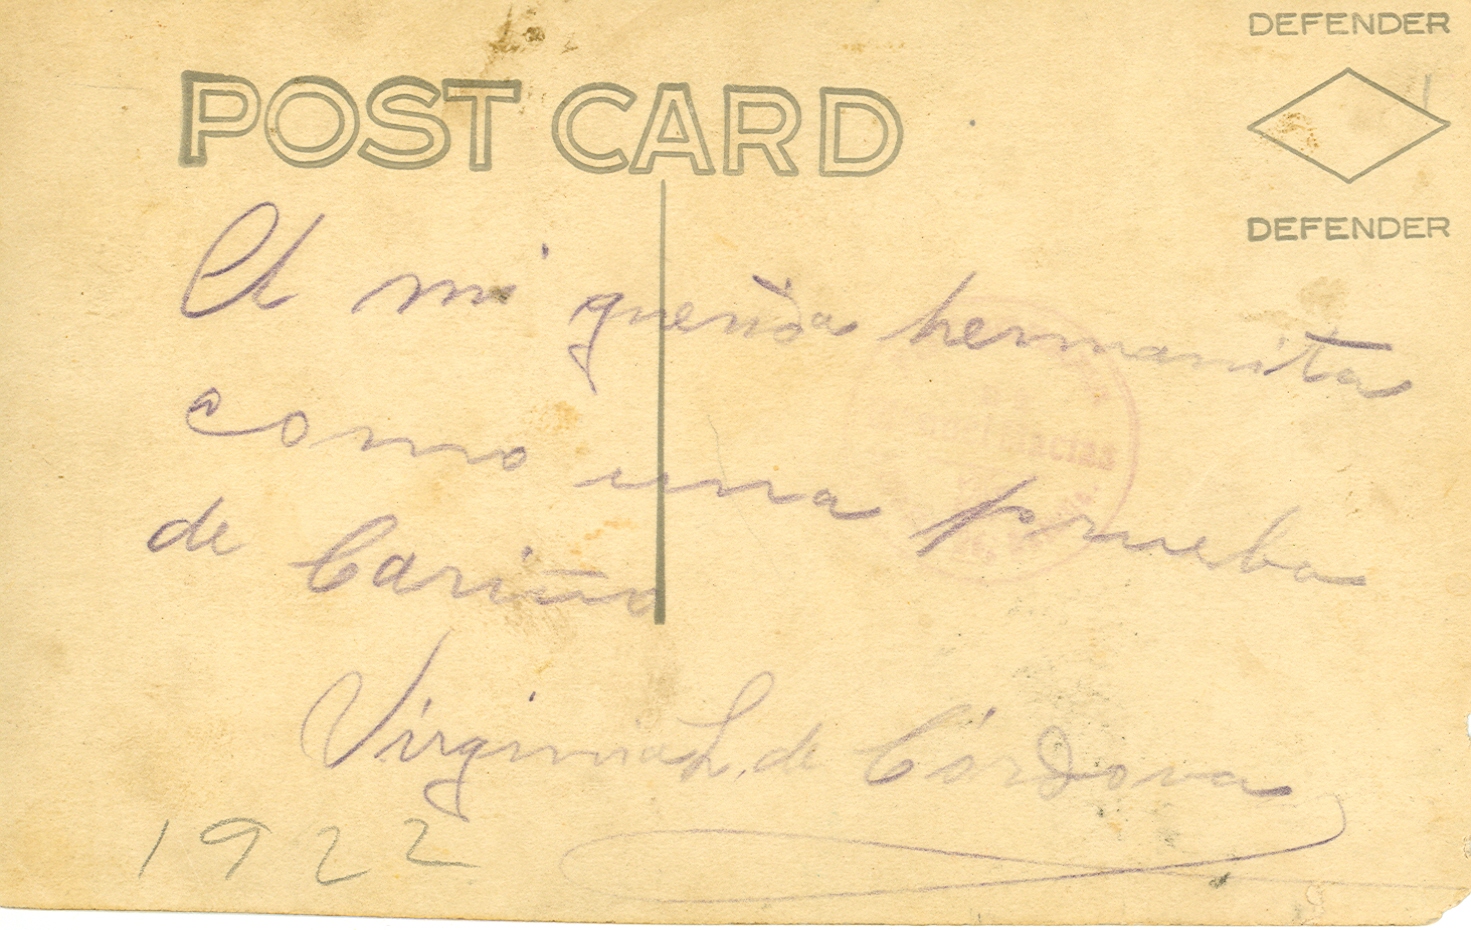 DEFENDER
POST CARD
DEFENDER
A mi querida hermanita
como una prueba
de Cariño
Virginia L. de Córdova
1922